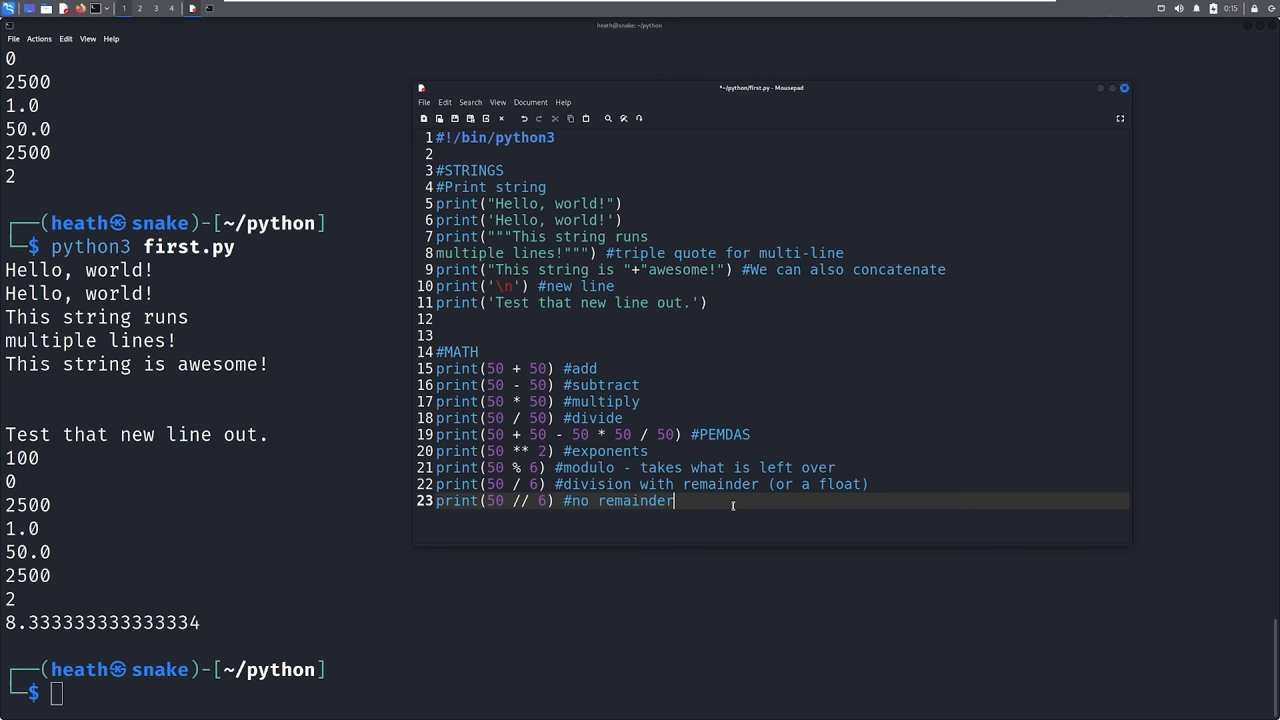 1 2 3 4
0:15
heath@snake: ~/python
File Actions Edit View Help
0
2500
1.0
50.0
2500
2
┌──(heath㉿snake)-[~/python]
└─$ python3 first.py
Hello, world!
Hello, world!
This string runs
multiple lines!
This string is awesome!
Test that new line out.
100
0
2500
1.0
50.0
2500
2
8.333333333333334
┌──(heath㉿snake)-[~/python]
└─$
*~/python/first.py - Mousepad
File Edit Search View Document Help
1 #!/bin/python3
2
3 #STRINGS
4 #Print string
5 print("Hello, world!")
6 print('Hello, world!')
7 print("""This string runs
8 multiple lines!""") #triple quote for multi-line
9 print("This string is "+"awesome!") #We can also concatenate
10 print('\n') #new line
11 print('Test that new line out.')
12
13
14 #MATH
15 print(50 + 50) #add
16 print(50 - 50) #subtract
17 print(50 * 50) #multiply
18 print(50 / 50) #divide
19 print(50 + 50 - 50 * 50 / 50) #PEMDAS
20 print(50 ** 2) #exponents
21 print(50 % 6) #modulo - takes what is left over
22 print(50 / 6) #division with remainder (or a float)
23 print(50 // 6) #no remainder